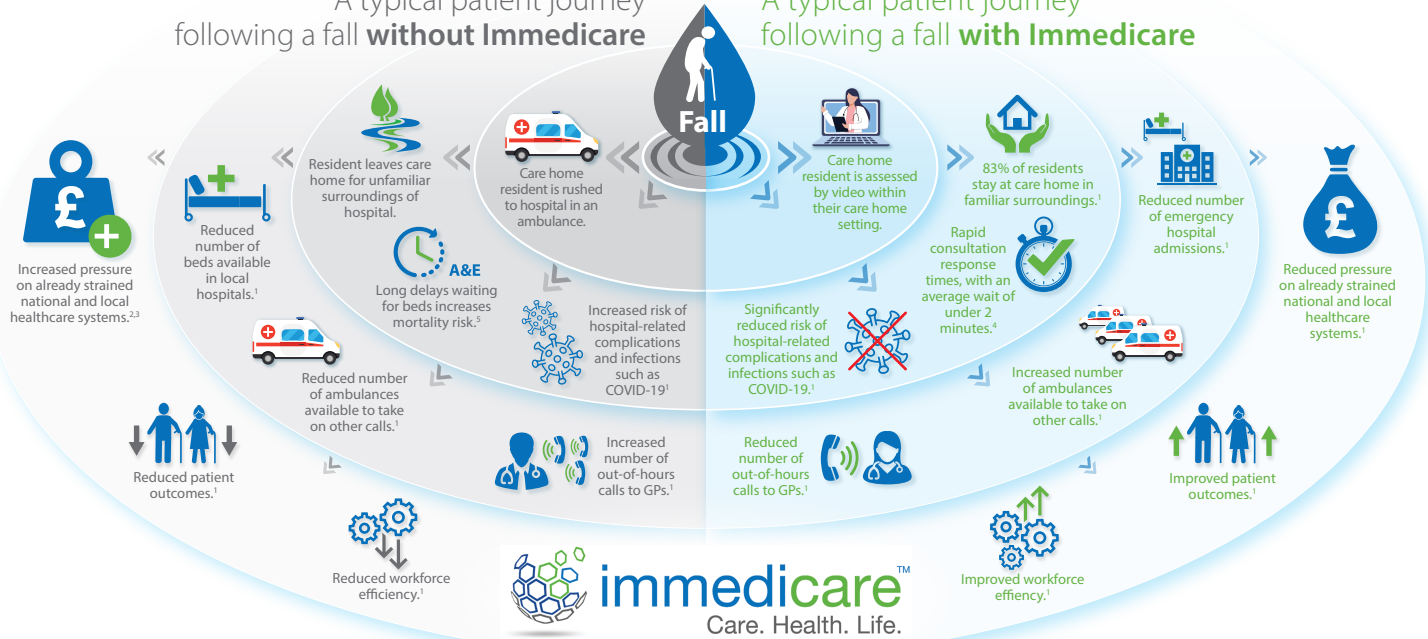 A typical patient journey
following a fall without Immedicare
A typical patient journey
following a fall with Immedicare
Fall
Care home
resident is rushed
to hospital in an
ambulance.
Resident leaves care
home for unfamiliar
surroundings of
hospital.
A&E
Long delays waiting
for beds increases
mortality risk.5
Increased risk of
hospital-related
complications
and infections
such as
COVID-191
Reduced
number of
beds available
in local
hospitals.1
Reduced number
of ambulances
available to take
on other calls.1
Increased
number of
out-of-hours
calls to GPs.1
£
Increased pressure
on already strained
national and local
healthcare systems.2,3
Reduced patient
outcomes.1
Reduced workforce
efficiency.1
Care home
resident is assessed
by video within
their care home
setting.
83% of residents
stay at care home in
familiar surroundings.1
Rapid
consultation
response
times, with an
average wait of
under 2
minutes.4
Significantly
reduced risk of
hospital-related
complications and
infections such as
COVID-19.1
Reduced number
of emergency
hospital
admissions.1
Increased number
of ambulances
available to take on
other calls.1
Reduced
number of
out-of-hours
calls to GPs.1
£
Reduced pressure
on already strained
national and local
healthcare
systems.1
Improved patient
outcomes.1
Improved workforce
effiency.1
immedicare™
Care. Health. Life.